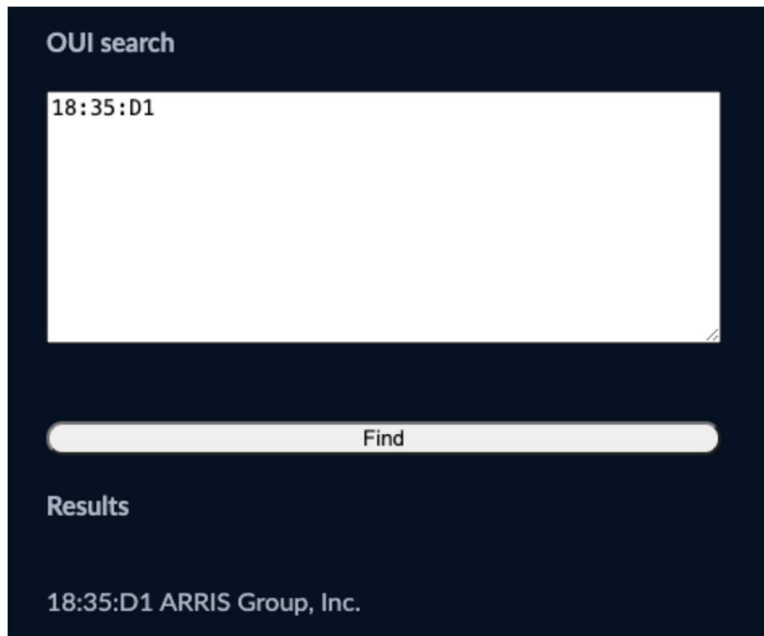 OUI search
18:35:D1
Find
Results
18:35:D1 ARRIS Group, Inc.